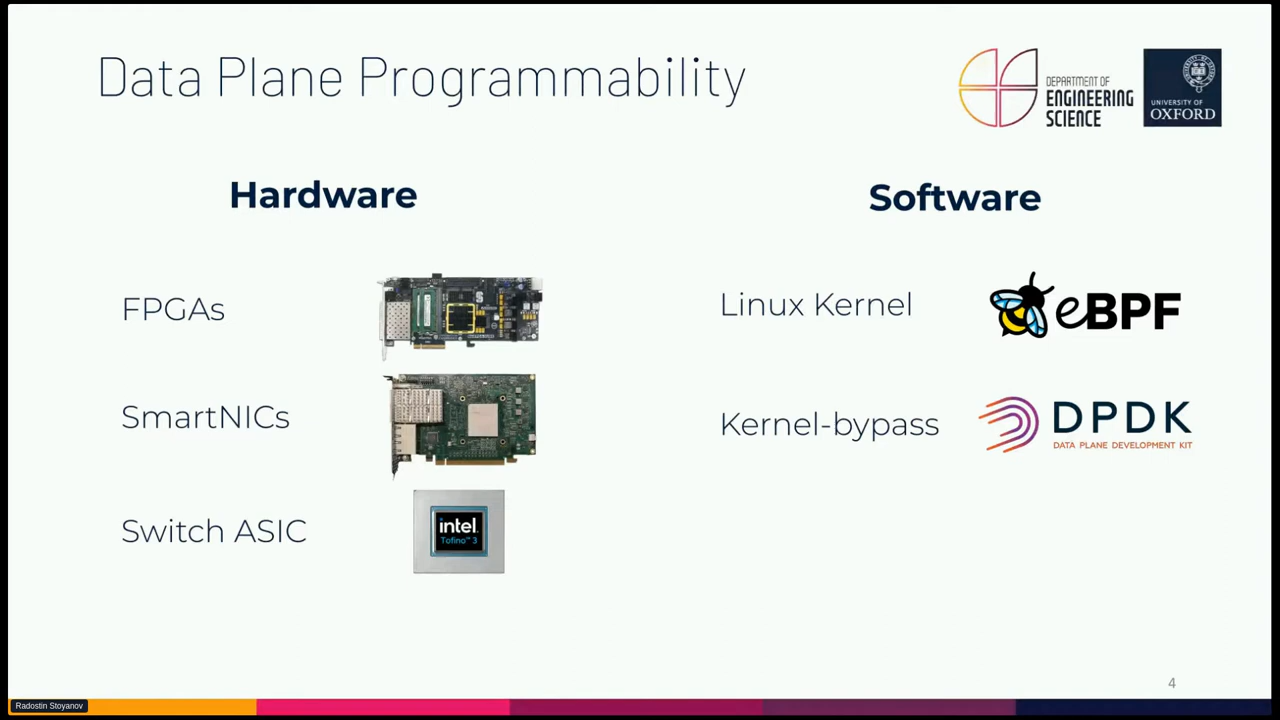 Data Plane Programmability
DEPARTMENT OF
ENGINEERING
SCIENCE
UNIVERSITY OF
OXFORD
Hardware
Software
FPGAs
Linux Kernel
eBPF
SmartNICs
Kernel-bypass
DPDK
DATA PLANE DEVELOPMENT KIT
Switch ASIC
intel.
Tofino™ 3
4
Radostin Stoyanov